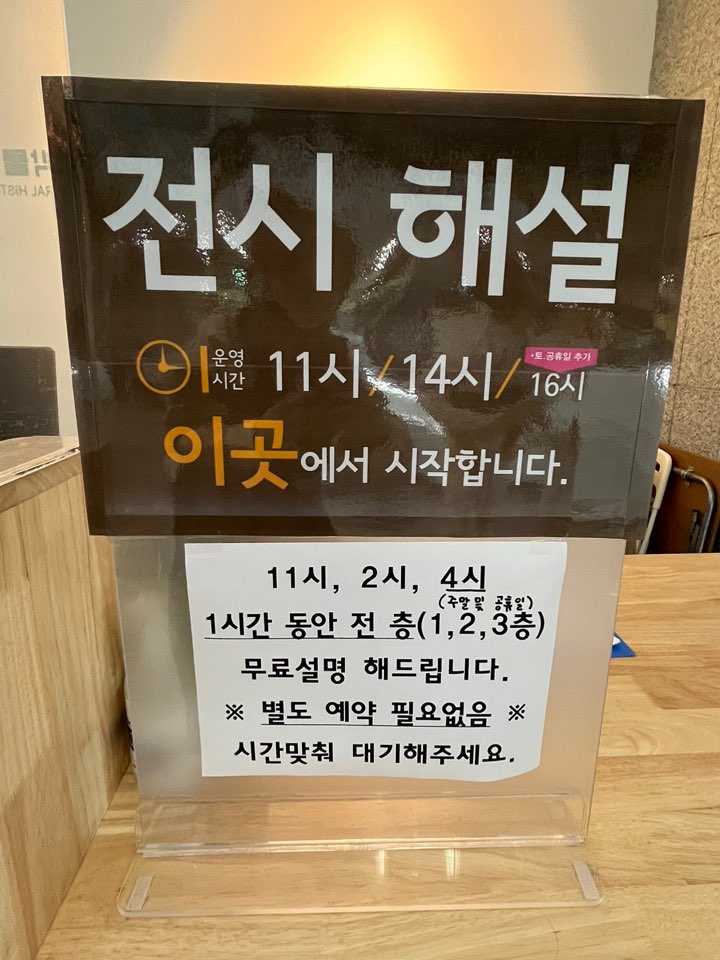 전시 해설
운영
시간
11시/14시/16시
•토.공휴일 추가
이곳에서 시작합니다.
11시, 2시, 4시
(주말 및 공휴일)
1시간 동안 전 층(1,2,3층)
무료설명 해드립니다.
※ 별도 예약 필요없음 ※
시간맞춰 대기해주세요.